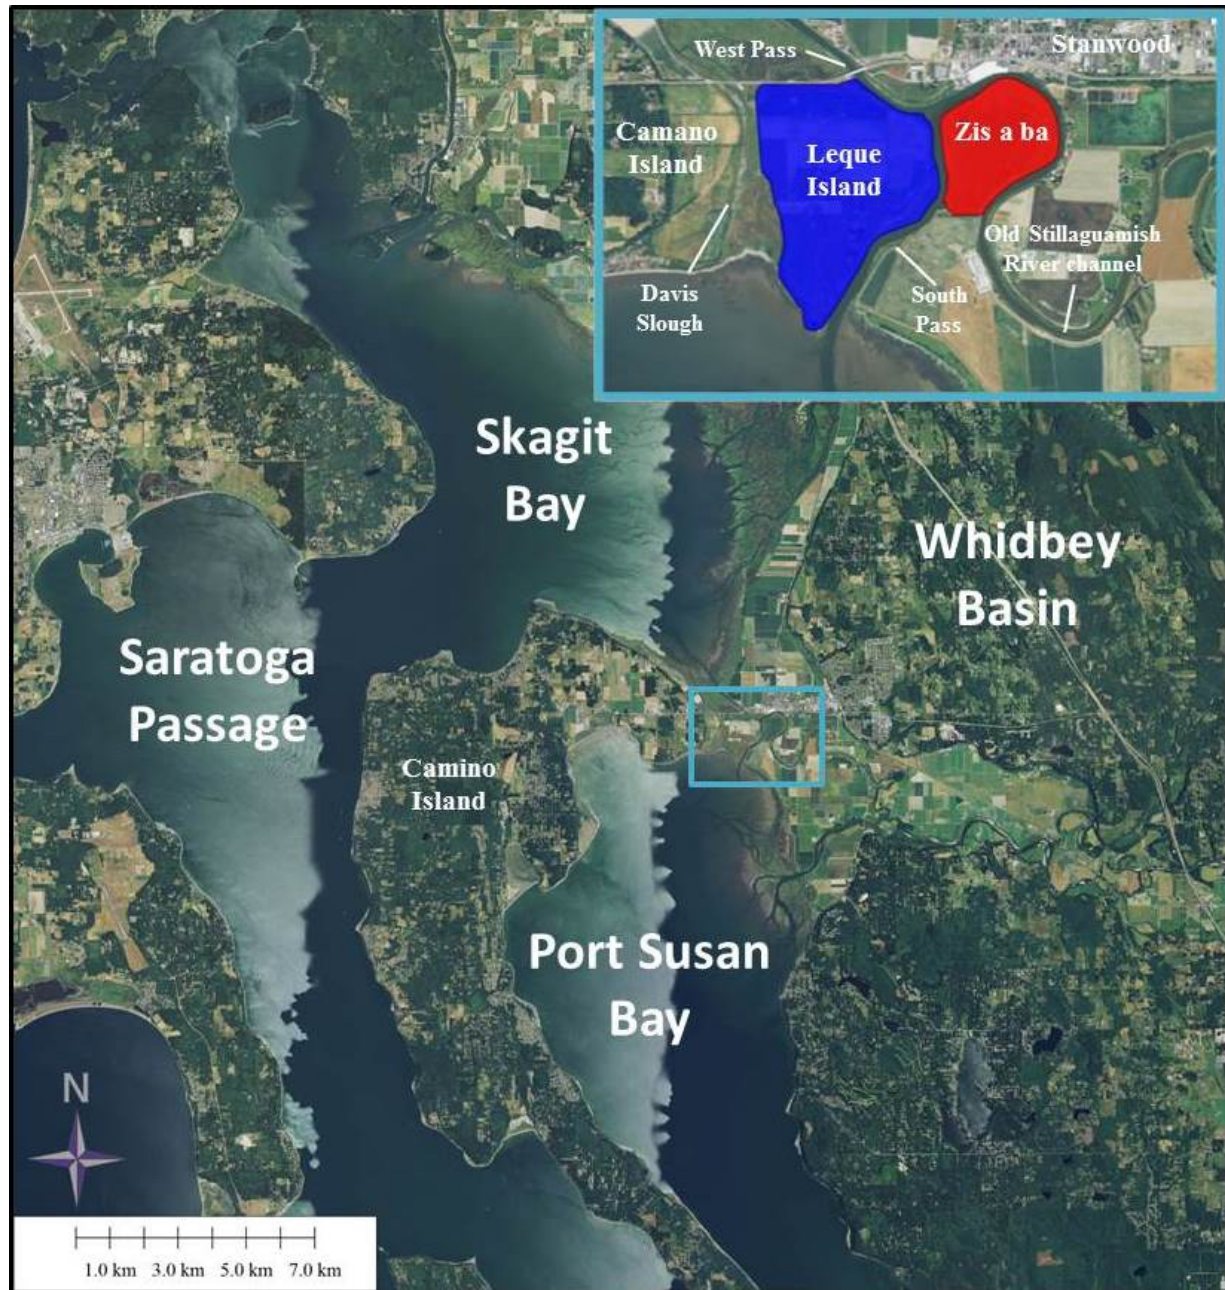 West Pass
Stanwood
Camano
Island
Leque
Island
Zis a ba
Old Stillaguamish
River channel
Davis
Slough
South
Pass
Skagit
Bay
Whidbey
Basin
Saratoga
Passage
Camino
Island
Port Susan
Bay
N
1.0 km 3.0 km 5.0 km 7.0 km